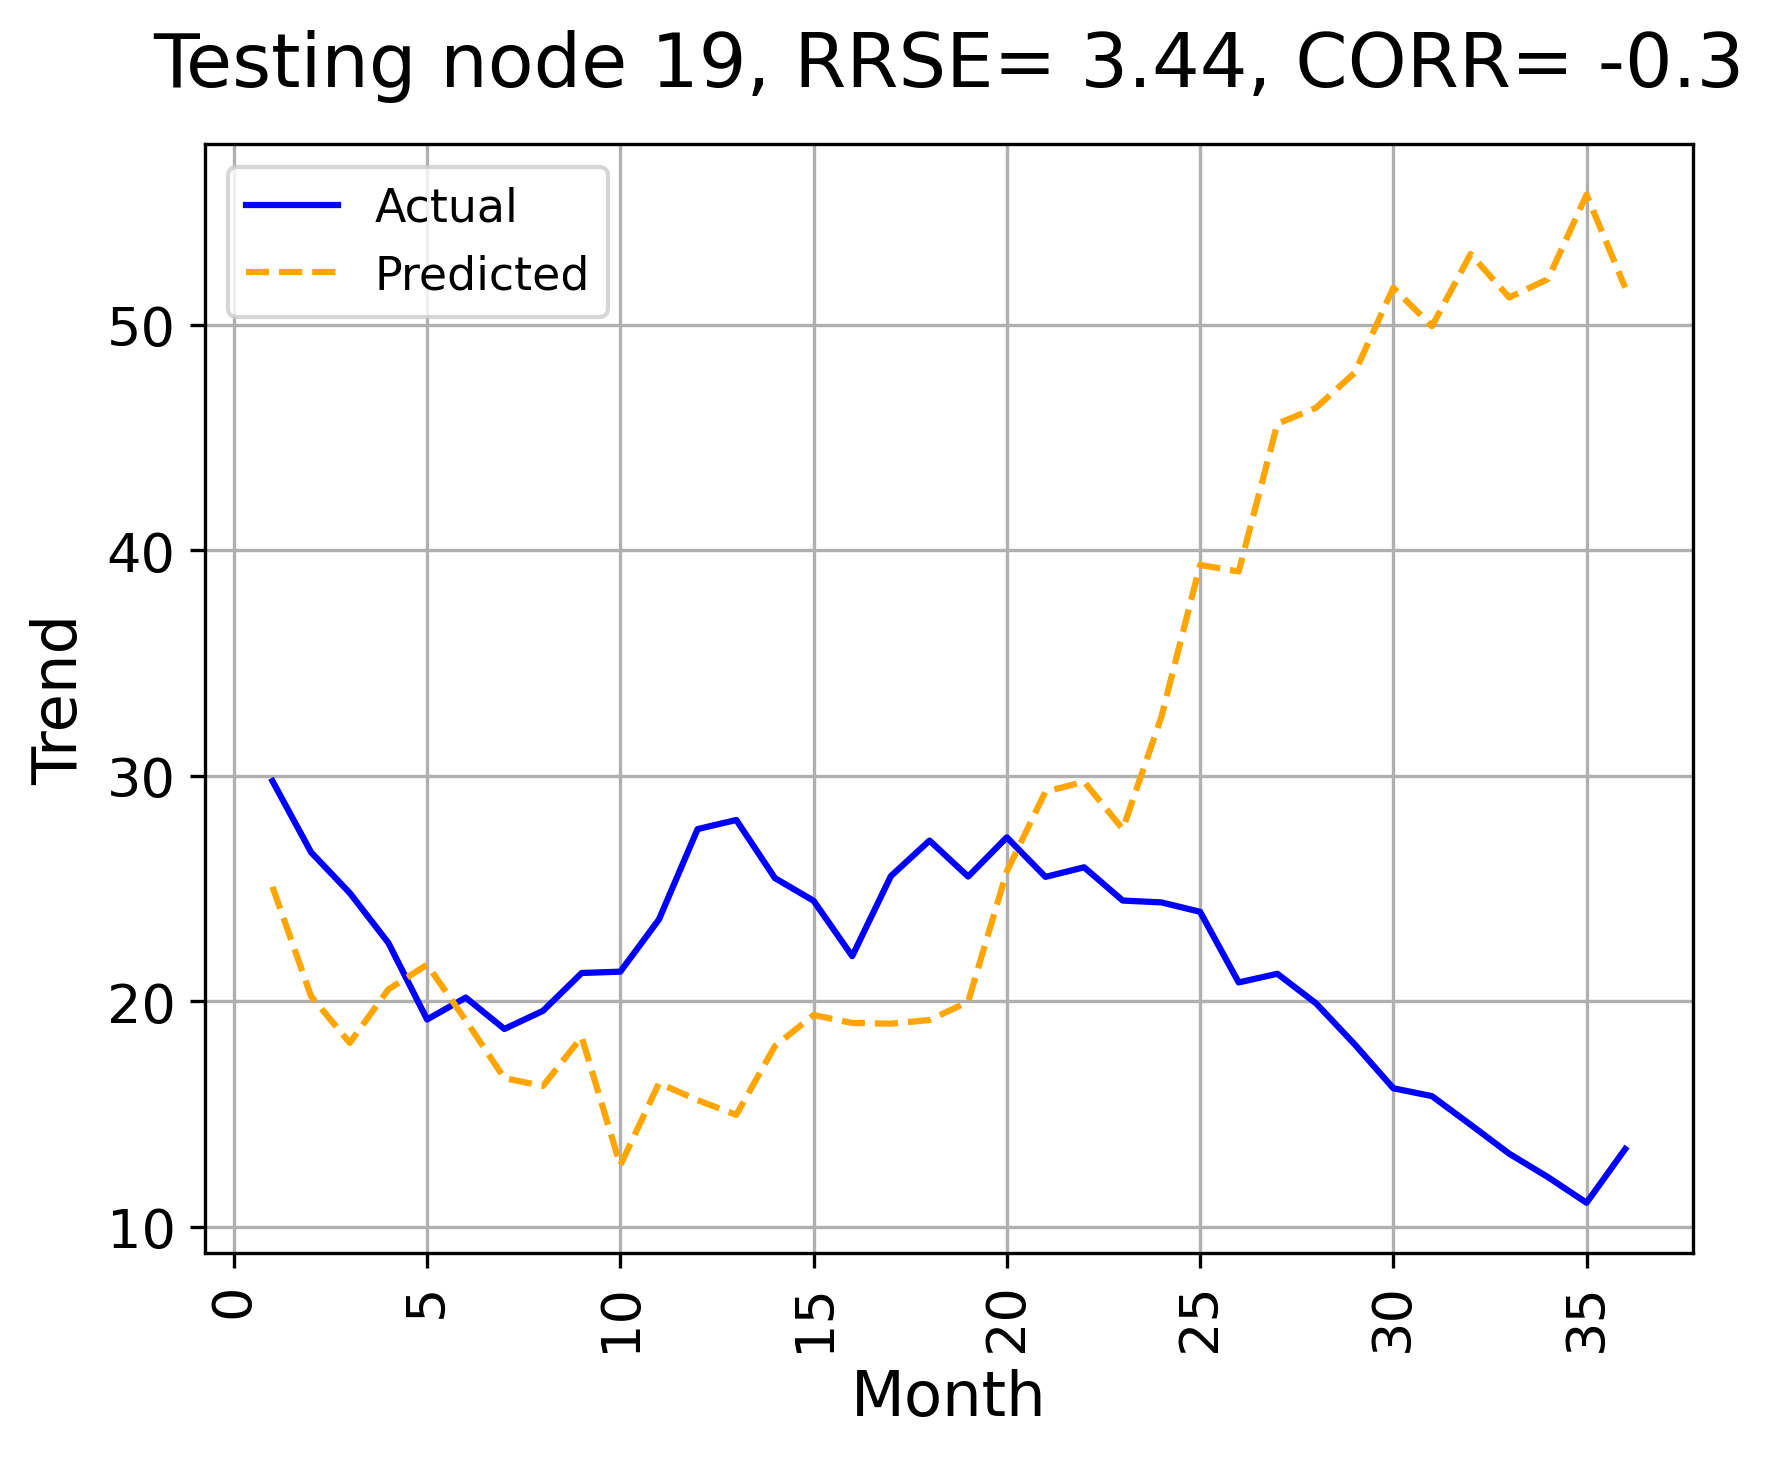 Testing node 19, RRSE= 3.44, CORR= -0.3
Actual
Predicted
50
40
30
20
10
Trend
0 5 10 15 20 25 30 35
Month